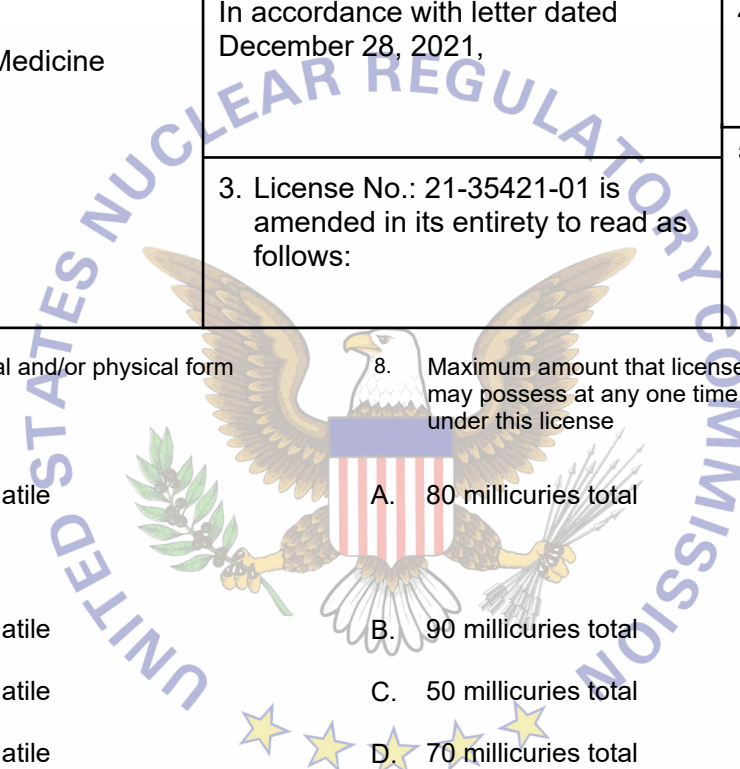 In accordance with letter dated
December 28, 2021,
Medicine
3. License No.: 21-35421-01 is
amended in its entirety to read as
follows:
al and/or physical form
8. Maximum amount that license
may possess at any one time
under this license
atile
A. 80 millicuries total
atile
B. 90 millicuries total
atile
C. 50 millicuries total
atile
D. 70 millicuries total
UNITED STATES NUCLEAR REGULATORY COMMISSION